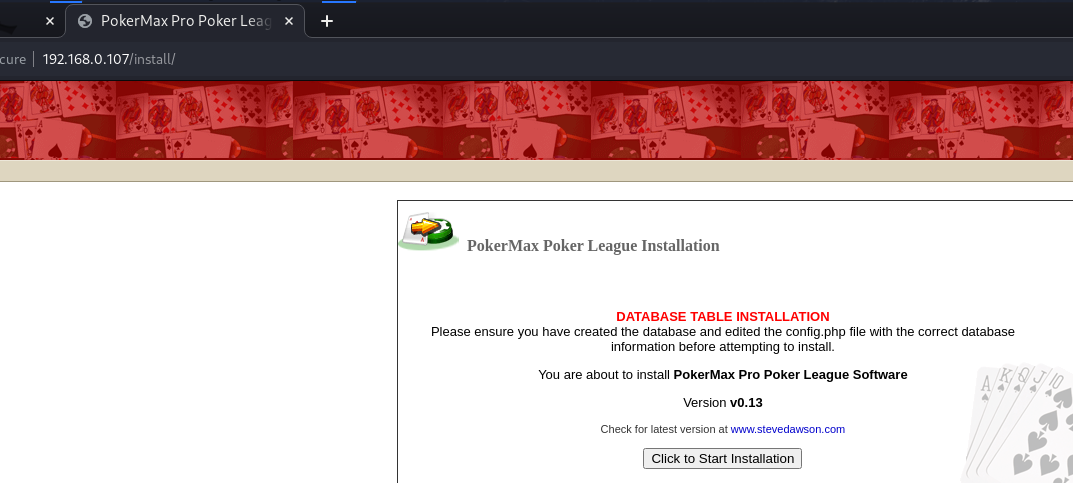 PokerMax Pro Poker Leag
cure 192.168.0.107/install/
PokerMax Poker League Installation
DATABASE TABLE INSTALLATION
Please ensure you have created the database and edited the config.php file with the correct database
information before attempting to install.
You are about to install PokerMax Pro Poker League Software
Version v0.13
Check for latest version at www.stevedawson.com
Click to Start Installation
A K Q J 10